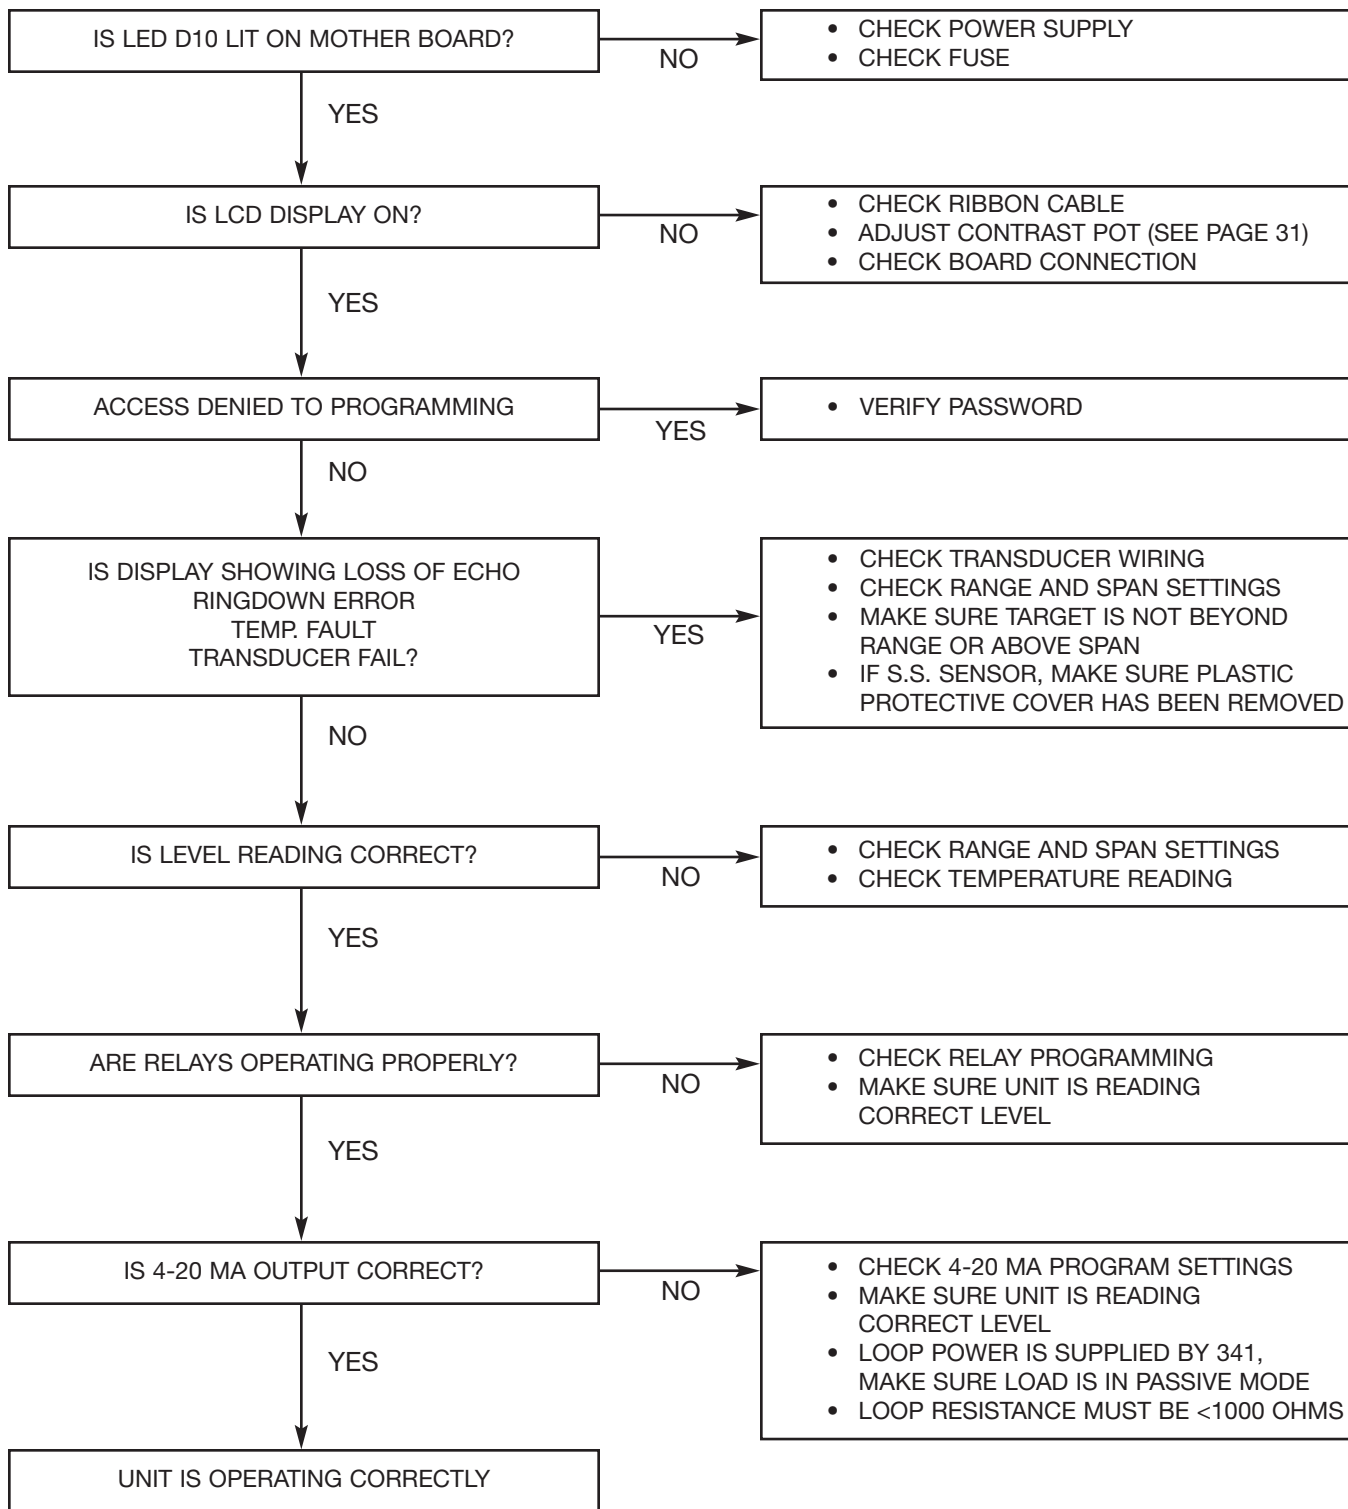 IS LED D10 LIT ON MOTHER BOARD?
NO
• CHECK POWER SUPPLY
• CHECK FUSE
YES
IS LCD DISPLAY ON?
NO
• CHECK RIBBON CABLE
• ADJUST CONTRAST POT (SEE PAGE 31)
• CHECK BOARD CONNECTION
YES
ACCESS DENIED TO PROGRAMMING
YES
• VERIFY PASSWORD
NO
IS DISPLAY SHOWING LOSS OF ECHO
RINGDOWN ERROR
TEMP. FAULT
TRANSDUCER FAIL?
YES
• CHECK TRANSDUCER WIRING
• CHECK RANGE AND SPAN SETTINGS
• MAKE SURE TARGET IS NOT BEYOND
RANGE OR ABOVE SPAN
• IF S.S. SENSOR, MAKE SURE PLASTIC
PROTECTIVE COVER HAS BEEN REMOVED
NO
IS LEVEL READING CORRECT?
NO
• CHECK RANGE AND SPAN SETTINGS
• CHECK TEMPERATURE READING
YES
ARE RELAYS OPERATING PROPERLY?
NO
• CHECK RELAY PROGRAMMING
• MAKE SURE UNIT IS READING
CORRECT LEVEL
YES
IS 4-20 MA OUTPUT CORRECT?
NO
• CHECK 4-20 MA PROGRAM SETTINGS
• MAKE SURE UNIT IS READING
CORRECT LEVEL
• LOOP POWER IS SUPPLIED BY 341,
MAKE SURE LOAD IS IN PASSIVE MODE
• LOOP RESISTANCE MUST BE <1000 OHMS
YES
UNIT IS OPERATING CORRECTLY